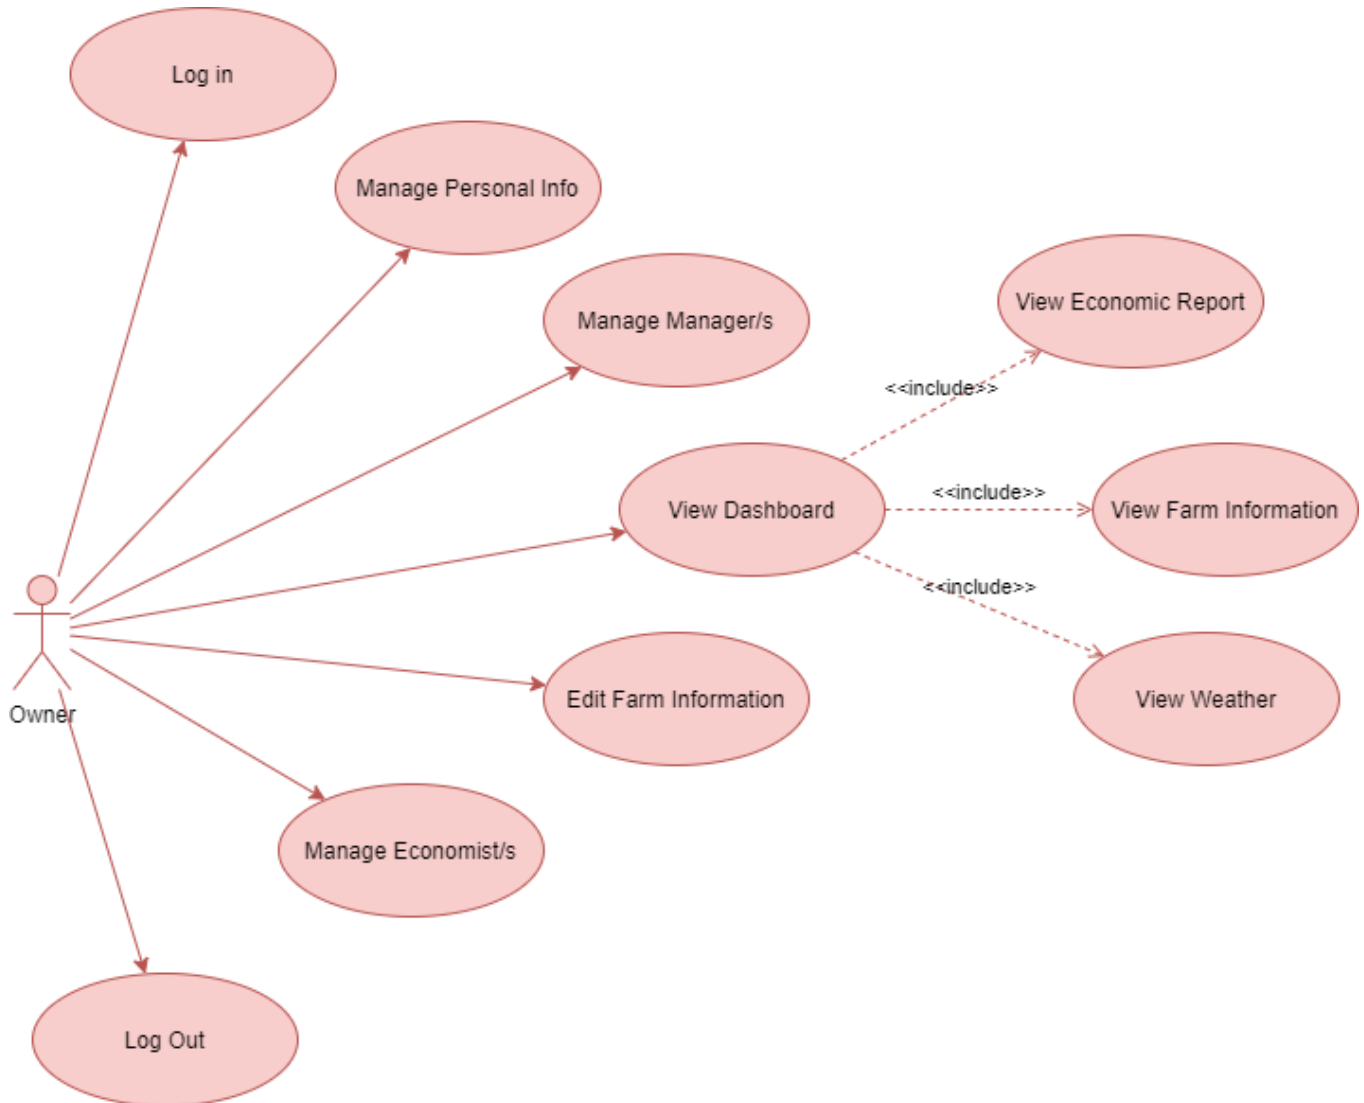 Log in
Manage Personal Info
Manage Manager/s
View Economic Report
<<include>>
View Dashboard
<<include>>
View Farm Information
<<include>>
Owner
Edit Farm Information
View Weather
Manage Economist/s
Log Out